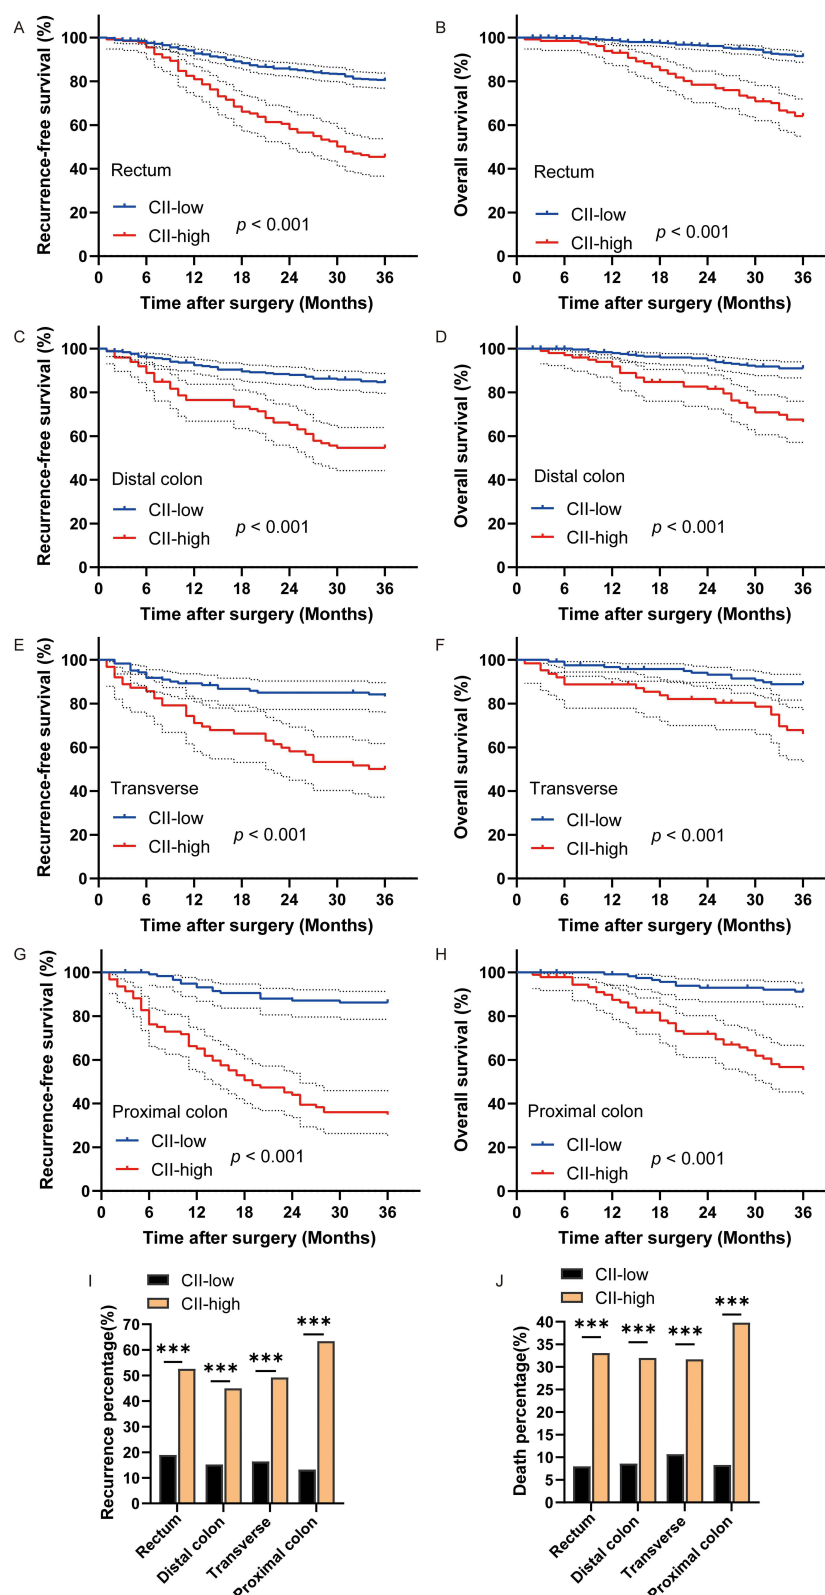 A
Recurrence-free survival (%)
100
80
60
40
20
0
Rectum
CII-low
CII-high
p < 0.001
0 6 12 18 24 30 36
Time after surgery (Months)
B
Overall survival (%)
100
80
60
40
20
0
Rectum
CII-low
CII-high
p < 0.001
0 6 12 18 24 30 36
Time after surgery (Months)
C
Recurrence-free survival (%)
100
80
60
40
20
0
Distal colon
CII-low
CII-high
p < 0.001
0 6 12 18 24 30 36
Time after surgery (Months)
D
Overall survival (%)
100
80
60
40
20
0
Distal colon
CII-low
CII-high
p < 0.001
0 6 12 18 24 30 36
Time after surgery (Months)
E
Recurrence-free survival (%)
100
80
60
40
20
0
Transverse
CII-low
CII-high
p < 0.001
0 6 12 18 24 30 36
Time after surgery (Months)
F
Overall survival (%)
100
80
60
40
20
0
Transverse
CII-low
CII-high
p < 0.001
0 6 12 18 24 30 36
Time after surgery (Months)
G
Recurrence-free survival (%)
100
80
60
40
20
0
Proximal colon
CII-low
CII-high
p < 0.001
0 6 12 18 24 30 36
Time after surgery (Months)
H
Overall survival (%)
100
80
60
40
20
0
Proximal colon
CII-low
CII-high
p < 0.001
0 6 12 18 24 30 36
Time after surgery (Months)
I
CII-low
CII-high
Recurrence percentage(%)
70
60
50
40
30
20
10
0
*** *** *** ***
Rectum
Distal colon
Transverse
Proximal colon
J
CII-low
CII-high
Death percentage(%)
40
35
30
25
20
15
10
5
0
*** *** *** ***
Rectum
Distal colon
Transverse
Proximal colon